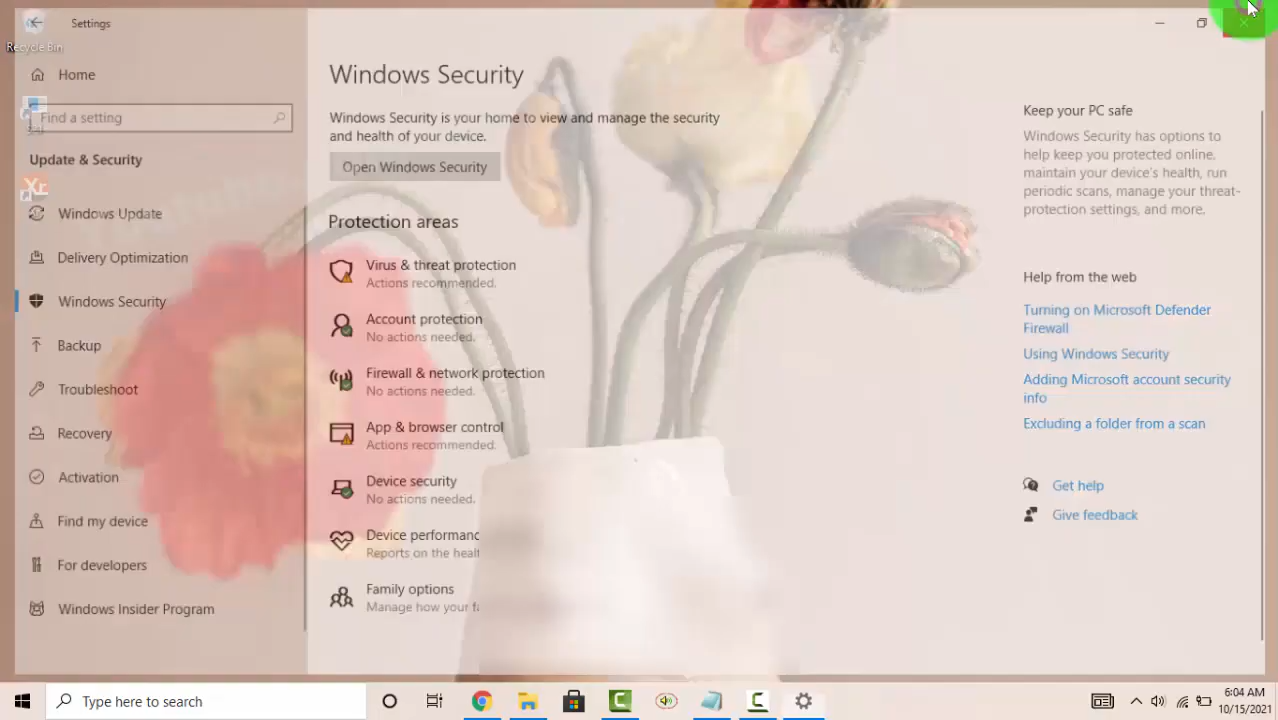 Settings
Recycle Bin
Home
Find a setting
Update & Security
Windows Update
Delivery Optimization
Windows Security
Backup
Troubleshoot
Recovery
Activation
Find my device
For developers
Windows Insider Program
Windows Security
Windows Security is your home to view and manage the security
and health of your device.
Open Windows Security
Protection areas
Virus & threat protection
Actions recommended.
Account protection
No actions needed.
Firewall & network protection
No actions needed.
App & browser control
Actions recommended.
Device security
No actions needed.
Device performanc
Reports on the healt
Family options
Manage how your fa
Keep your PC safe
Windows Security has options to
help keep you protected online,
maintain your device's health, run
periodic scans, manage your threat-
protection settings, and more.
Help from the web
Turning on Microsoft Defender
Firewall
Using Windows Security
Adding Microsoft account security
info
Excluding a folder from a scan
Get help
Give feedback
Type here to search
6:04 AM
10/15/2021